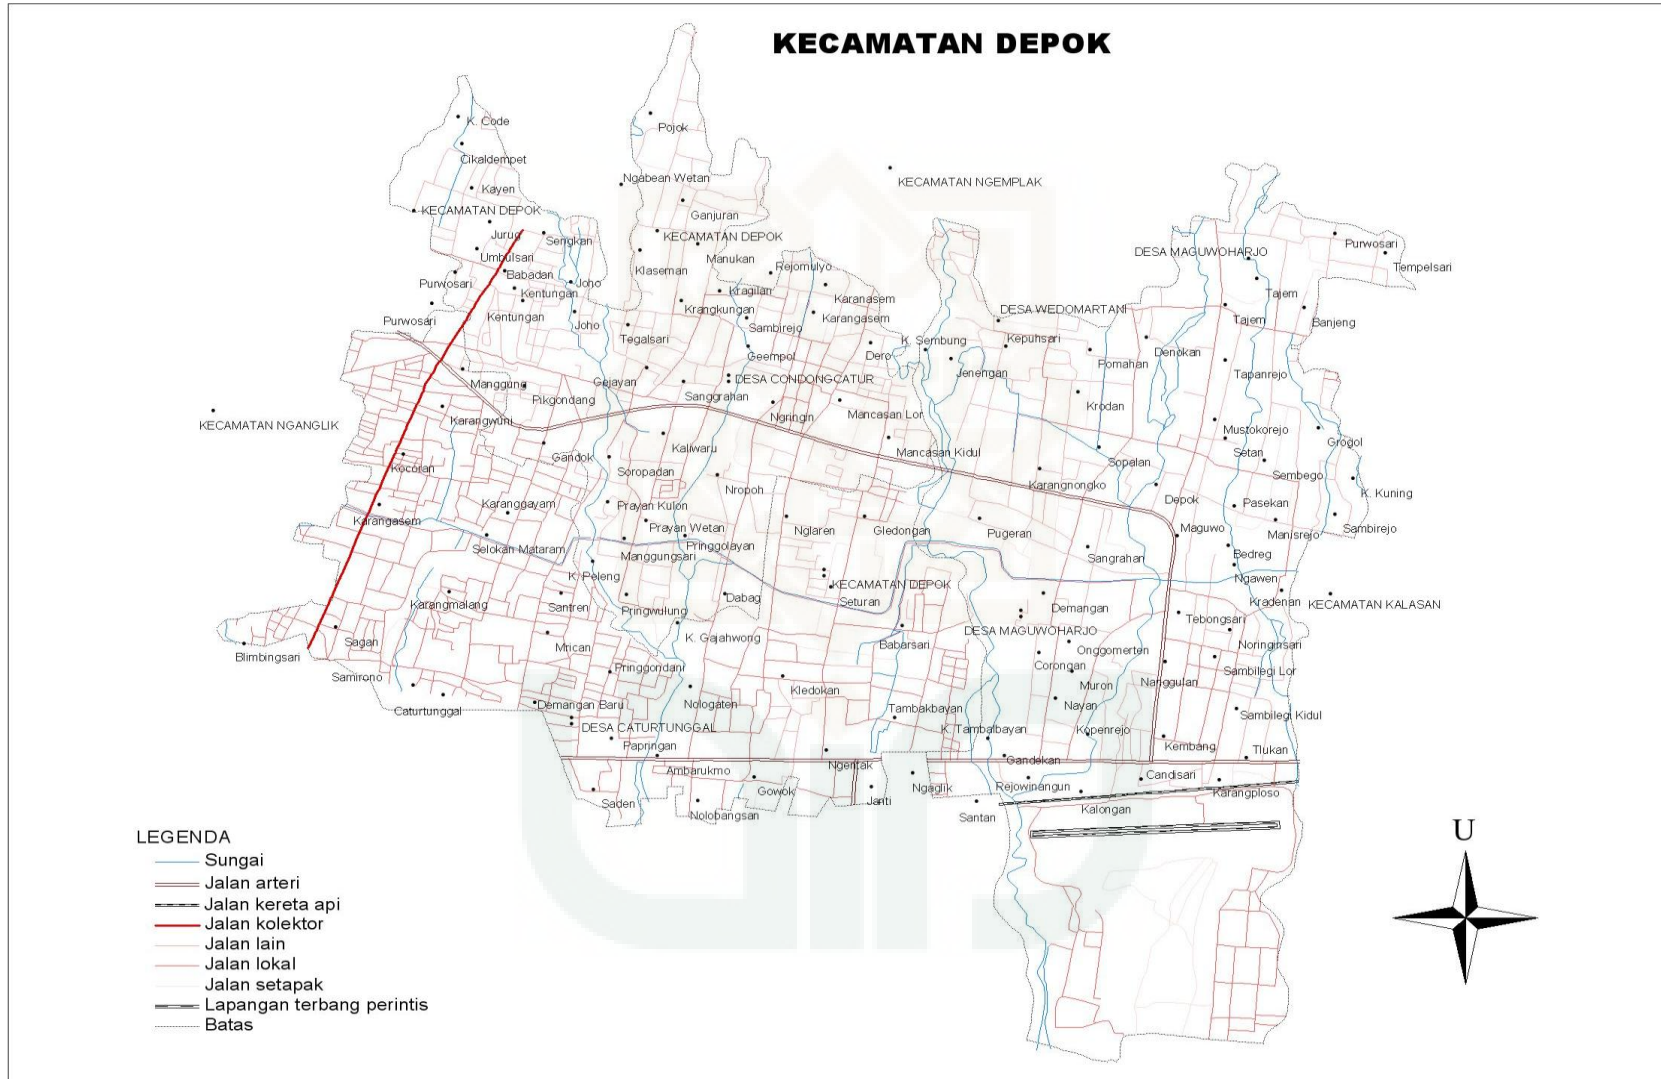 KECAMATAN DEPOK
K. Code
Pojok
Cikaldempet
Ngabean Wetan
KECAMATAN NGEMPLAK
Kayen
KECAMATAN DEPOK
Ganjuran
Jurug
Sengkan
KECAMATAN DEPOK
Purwosari
Umbulsari
Manukan
DESA MAGUWOHARJO
Tempelsari
Babadan
Klaseman
Rejomulyo
Purwosari
Joho
Kentungan
Kragilan
Karanasem
Tajem
Krangkungan
DESA WEDOMARTANI
Purwosari
Kentungan
Joho
Sambirejo
Karangasem
Tajem
Banjeng
Tegalsari
K. Sembung
Kepuhsari
Geempol
Dero
Denokan
Pomahan
Jenengan
Tapanrejo
Manggung
Gejayan
DESA CONDONGCATUR
Pikgondang
Sanggrahan
Krodan
Karangwuni
Ngringin
Mancasan Lor
KECAMATAN NGANGLIK
Mustokorejo
Grogol
Kaliwaru
Mancasan Kidul
Setan
Gandok
Kocoran
Soropadan
Sopalan
Sembego
Nropoh
Karangnongko
K. Kuning
Karanggayam
Prayan Kulon
Depok
Pasekan
Karangasem
Prayan Wetan
Nglaren
Gledongan
Pugeran
Maguwo
Manisrejo
Sambirejo
Selokan Mataram
Pringgolayan
Manggungsari
Sangrahan
Bedreg
K. Peleng
Ngawen
KECAMATAN DEPOK
Karangmalang
Santren
Pringwulung
Dabag
Seturan
Demangan
Kradenan
KECAMATAN KALASAN
Tebongsari
DESA MAGUWOHARJO
Sagan
Mrican
K. Gajahwong
Babarsari
Onggomerten
Noringinsari
Blimbingsari
Corongan
Samirono
Pringgondani
Kledokan
Muron
Nanggulan
Sambilegi Lor
Caturtunggal
Demangan Baru
Nologaten
Tambakbayan
Nayan
Sambilegi Kidul
DESA CATURTUNGGAL
K. Tambalbayan
Kopenrejo
Papringan
Kembang
Tlukan
Ambarukmo
Ngentak
Gandekan
Candisari
Gowok
Ngaglik
Rejowinangun
Karangploso
Saden
Janti
Nolobangsan
Santan
Kalongan
LEGENDA
Sungai
Jalan arteri
Jalan kereta api
Jalan kolektor
Jalan lain
Jalan lokal
Jalan setapak
Lapangan terbang perintis
Batas
U